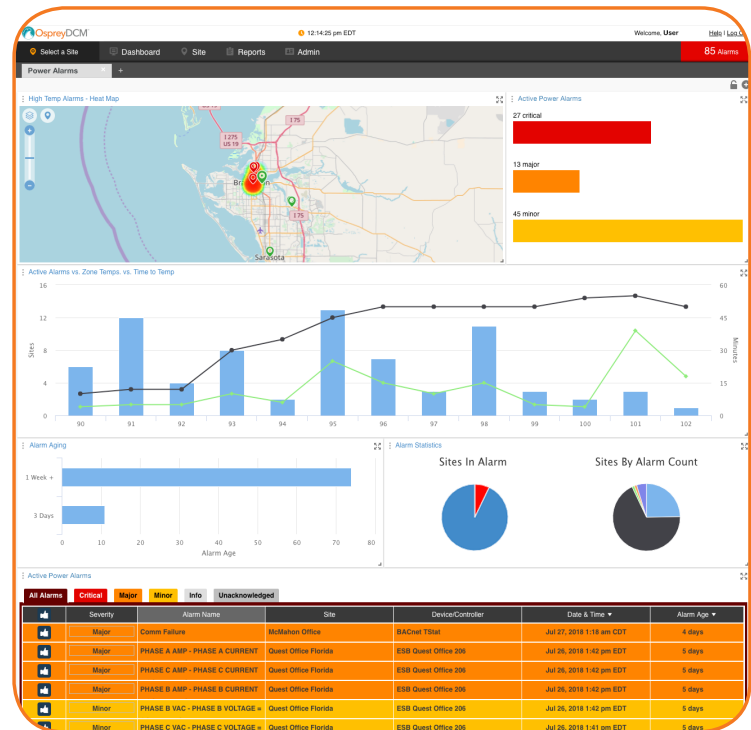 OspreyDCM
12:14:25 pm EDT
Welcome, User
Help | Log
Select a Site
Dashboard
Site
Reports
Admin
85 Alarms
Power Alarms
+
High Temp Alarms - Heat Map
I 75
I 275
US 19
I 75
Sarasota
Active Power Alarms
27 critical
13 major
45 minor
Active Alarms vs. Zone Temps. vs. Time to Temp
16
12
8
4
0
Sites
60
45
30
15
0
Minutes
90 91 92 93 94 95 96 97 98 99 100 101 102
Alarm Aging
1 Week +
3 Days
0 10 20 30 40 50 60 70 80
Alarm Age
Alarm Statistics
Sites In Alarm
Sites By Alarm Count
Active Power Alarms
All Alarms Critical Major Minor Info Unacknowledged
Severity Alarm Name Site Device/Controller Date & Time ▼ Alarm Age ▼
Major Comm Failure McMahon Office BACnet TStat Jul 27, 2018 1:18 am CDT 4 days
Major PHASE A AMP - PHASE A CURRENT Quest Office Florida ESB Quest Office 206 Jul 26, 2018 1:42 pm EDT 5 days
Major PHASE C AMP - PHASE C CURRENT Quest Office Florida ESB Quest Office 206 Jul 26, 2018 1:42 pm EDT 5 days
Major PHASE B AMP - PHASE B CURRENT Quest Office Florida ESB Quest Office 206 Jul 26, 2018 1:42 pm EDT 5 days
Minor PHASE B VAC - PHASE B VOLTAGE = Quest Office Florida ESB Quest Office 206 Jul 26, 2018 1:42 pm EDT 5 days
Minor PHASE C VAC - PHASE C VOLTAGE = Quest Office Florida ESB Quest Office 206 Jul 26, 2018 1:41 pm EDT 5 days